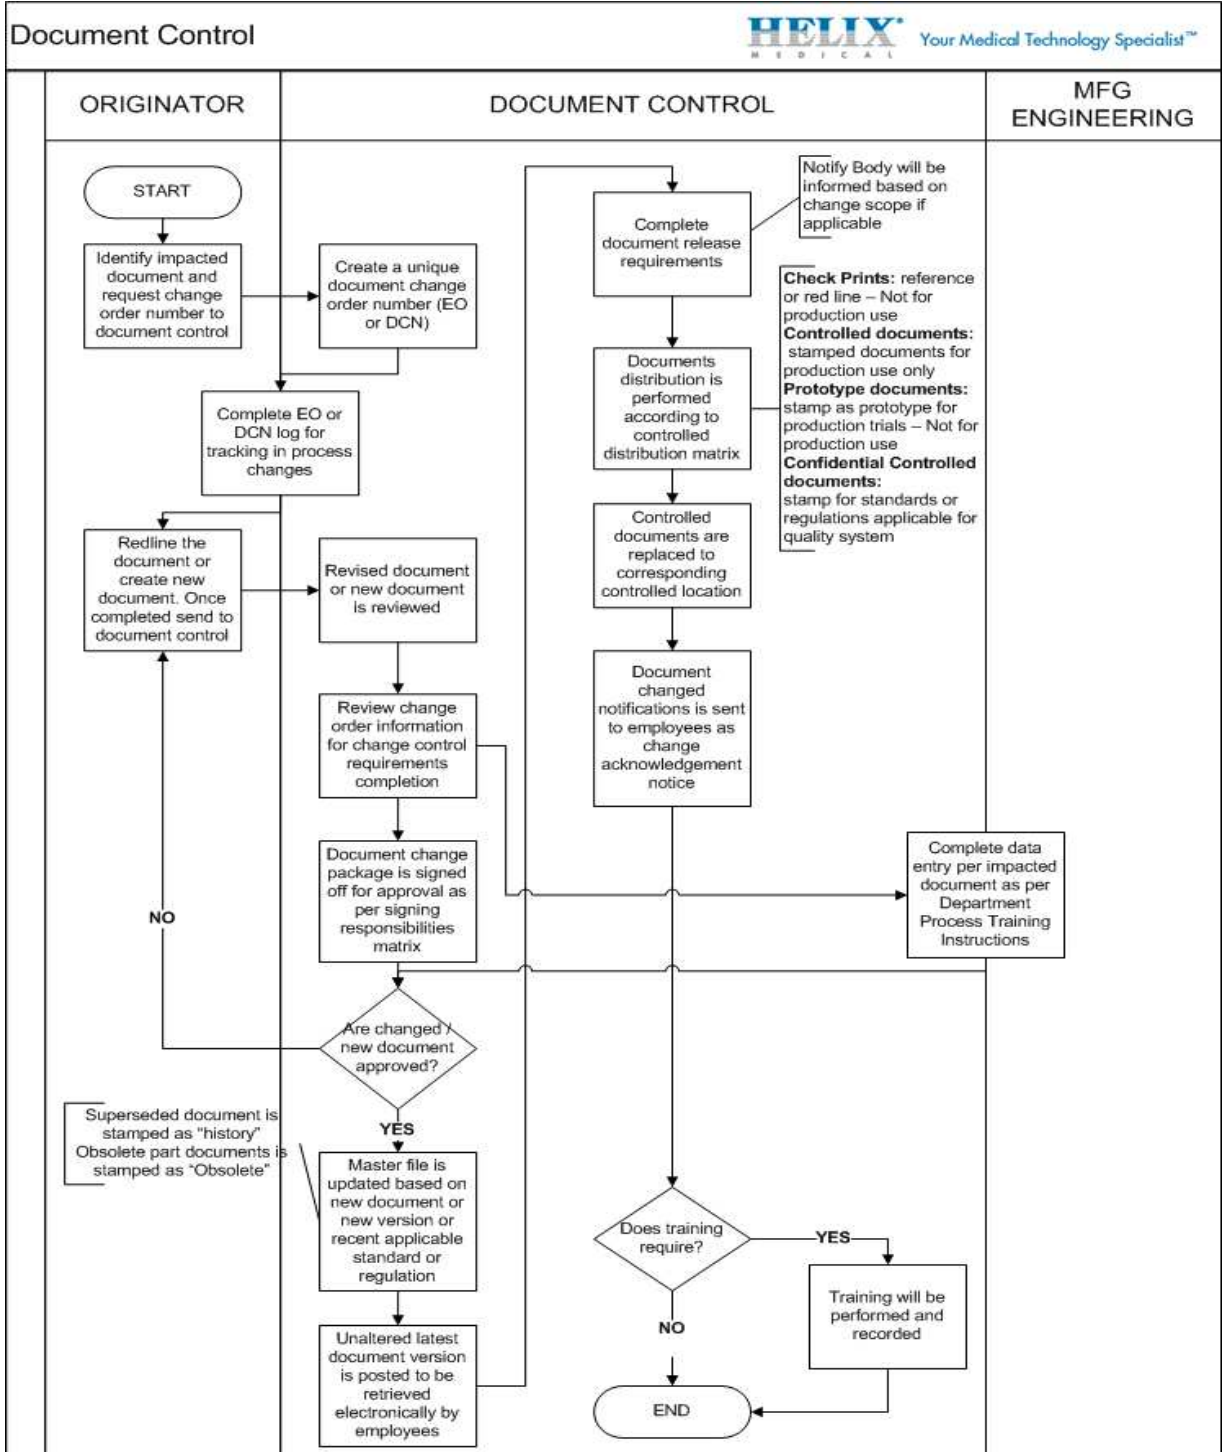 Document Control
HELIX
MEDICAL
Your Medical Technology Specialist™
ORIGINATOR
DOCUMENT CONTROL
MFG
ENGINEERING
START
Identify impacted
document and
request change
order number to
document control
Create a unique
document change
order number (EO
or DCN)
Complete EO or
DCN log for
tracking in process
changes
Redline the
document or
create new
document. Once
completed send to
document control
Revised document
or new document
is reviewed
Review change
order information
for change control
requirements
completion
Document change
package is signed
off for approval as
per signing
responsibilities
matrix
NO
Are changed /
new document
approved?
YES
Superseded document is
stamped as "history"
Obsolete part documents is
stamped as "Obsolete"
Master file is
updated based on
new document or
new version or
recent applicable
standard or
regulation
Unaltered latest
document version
is posted to be
retrieved
electronically by
employees
Complete
document release
requirements
Notify Body will be
informed based on
change scope if
applicable
Documents
distribution is
performed
according to
controlled
distribution matrix
Check Prints: reference
or red line – Not for
production use
Controlled documents:
stamped documents for
production use only
Prototype documents:
stamp as prototype for
production trials – Not for
production use
Confidential Controlled
documents:
stamp for standards or
regulations applicable for
quality system
Controlled
documents are
replaced to
corresponding
controlled location
Document
changed
notifications is sent
to employees as
change
acknowledgement
notice
Complete data
entry per impacted
document as per
Department
Process Training
Instructions
Does training
require?
YES
Training will be
performed and
recorded
NO
END